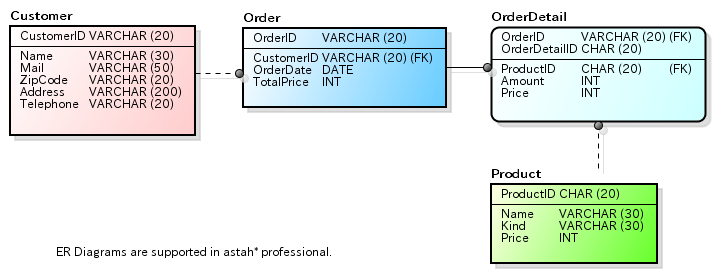 Customer
CustomerID VARCHAR (20)
Name VARCHAR (30)
Mail VARCHAR (50)
ZipCode VARCHAR (20)
Address VARCHAR (200)
Telephone VARCHAR (20)
Order
OrderID VARCHAR (20)
CustomerID VARCHAR (20) (FK)
OrderDate DATE
TotalPrice INT
OrderDetail
OrderID VARCHAR (20) (FK)
OrderDetailID CHAR (20)
ProductID CHAR (20) (FK)
Amount INT
Price INT
Product
ProductID CHAR (20)
Name VARCHAR (30)
Kind VARCHAR (30)
Price INT
ER Diagrams are supported in astah* professional.